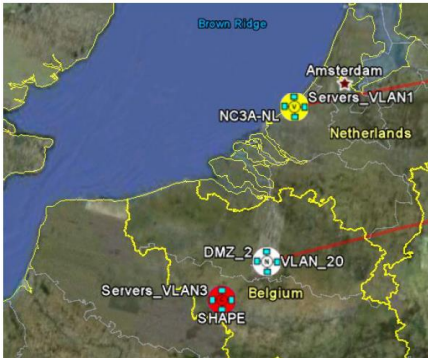 Brown Ridge
Amsterdam
Servers_VLAN1
NC3A-NL
Netherlands
DMZ_2
VLAN_20
Servers_VLAN3
Belgium
SHAPE